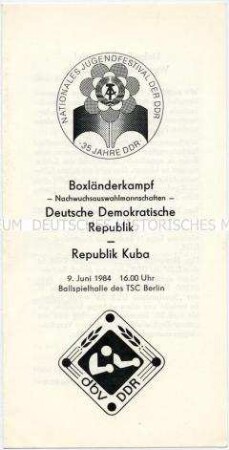 NATIONALES JUGENDFESTIVAL DER DDR
35 JAHRE DDR
Boxländerkampf
– Nachwuchsauswahlmannschaften –
Deutsche Demokratische
Republik
–
Republik Kuba
9. Juni 1984 16.00 Uhr
Ballspielhalle des TSC Berlin
dbv DDR